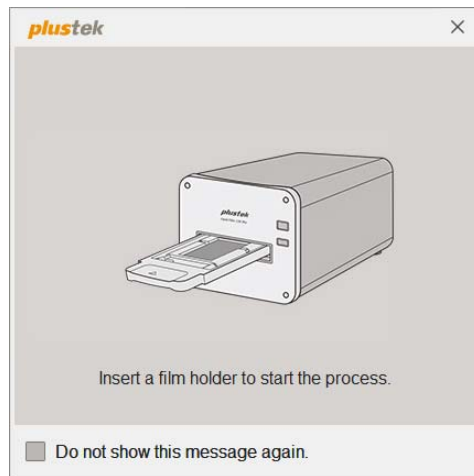 plustek
plustek
Insert a film holder to start the process.
Do not show this message again.